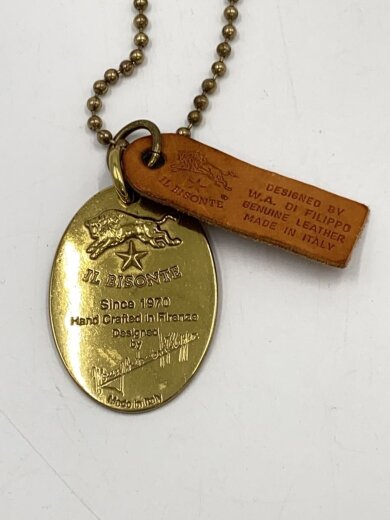 IL BISONTE
®
DESIGNED BY
W.A. DI FILIPPO
GENUINE LEATHER
MADE IN ITALY
IL BISONTE
Since 1970
Hand Crafted in Firenze
Designed
by
Made in Italy